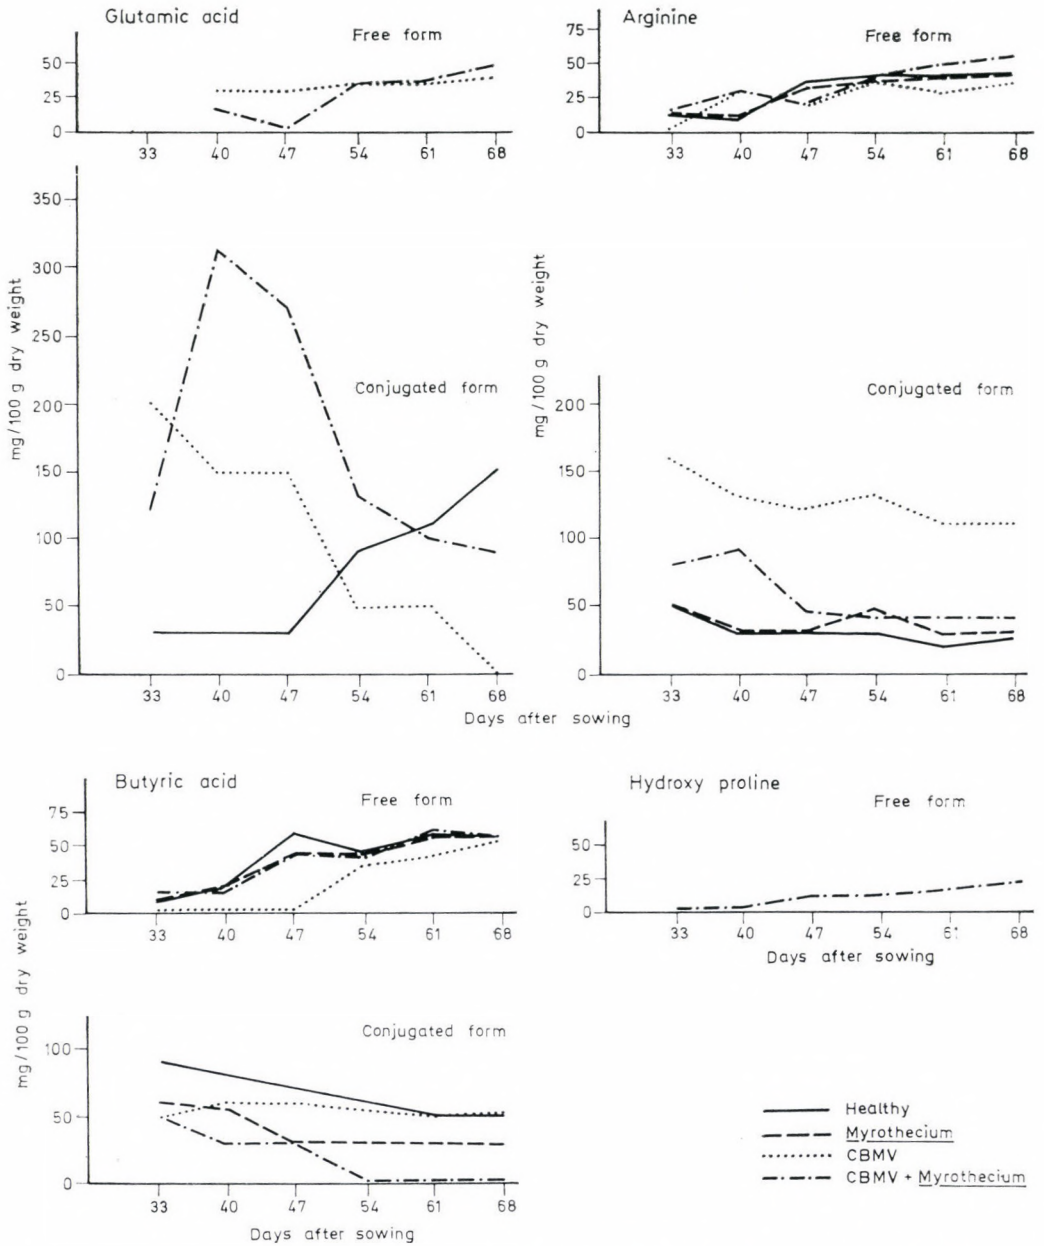 Glutamic acid
Free form
50
25
0
33 40 47 54 61 68
Arginine
Free form
75
50
25
0
33 40 47 54 61 68
mg/100 g dry weight
350
300
250
200
150
100
50
0
Conjugated form
33 40 47 54 61 68
mg/100 g dry weight
200
150
100
50
0
Conjugated form
33 40 47 54 61 68
Days after sowing
Butyric acid
Free form
75
50
25
0
33 40 47 54 61 68
Hydroxy proline
Free form
50
25
0
33 40 47 54 61 68
Days after sowing
mg/100 g dry weight
Conjugated form
100
50
0
33 40 47 54 61 68
Days after sowing
Healthy
Myrothecium
CBMV
CBMV + Myrothecium